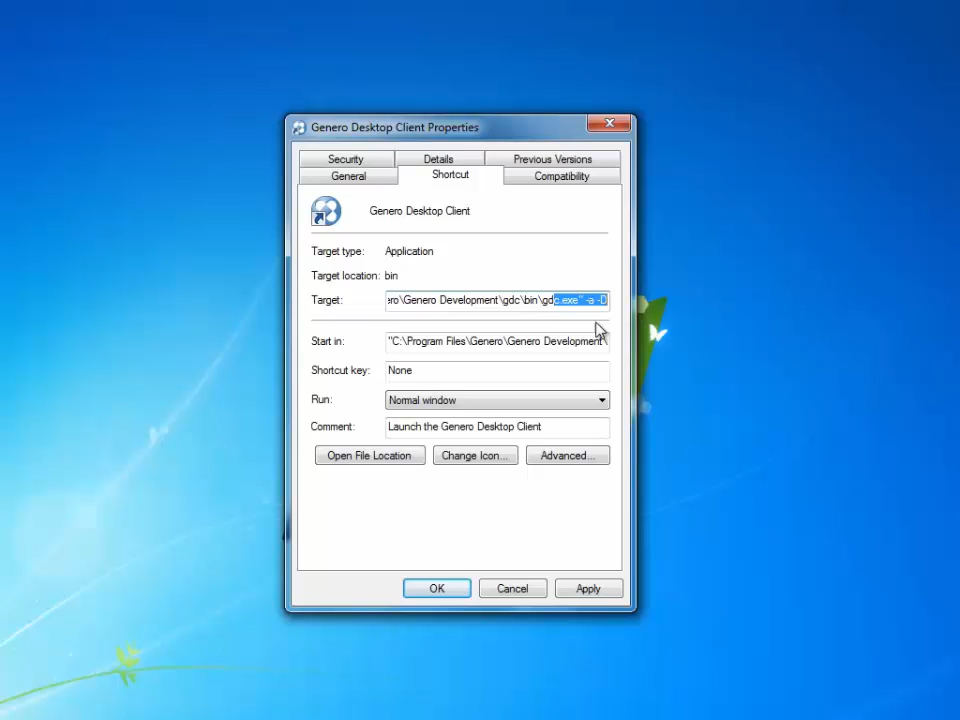 Genero Desktop Client Properties
Security Details Previous Versions
General Shortcut Compatibility
Genero Desktop Client
Target type: Application
Target location: bin
Target: ero\Genero Development\gdc\bin\gdc.exe" -a -D
Start in: "C:\Program Files\Genero\Genero Development\
Shortcut key: None
Run: Normal window
Comment: Launch the Genero Desktop Client
Open File Location Change Icon... Advanced...
OK Cancel Apply